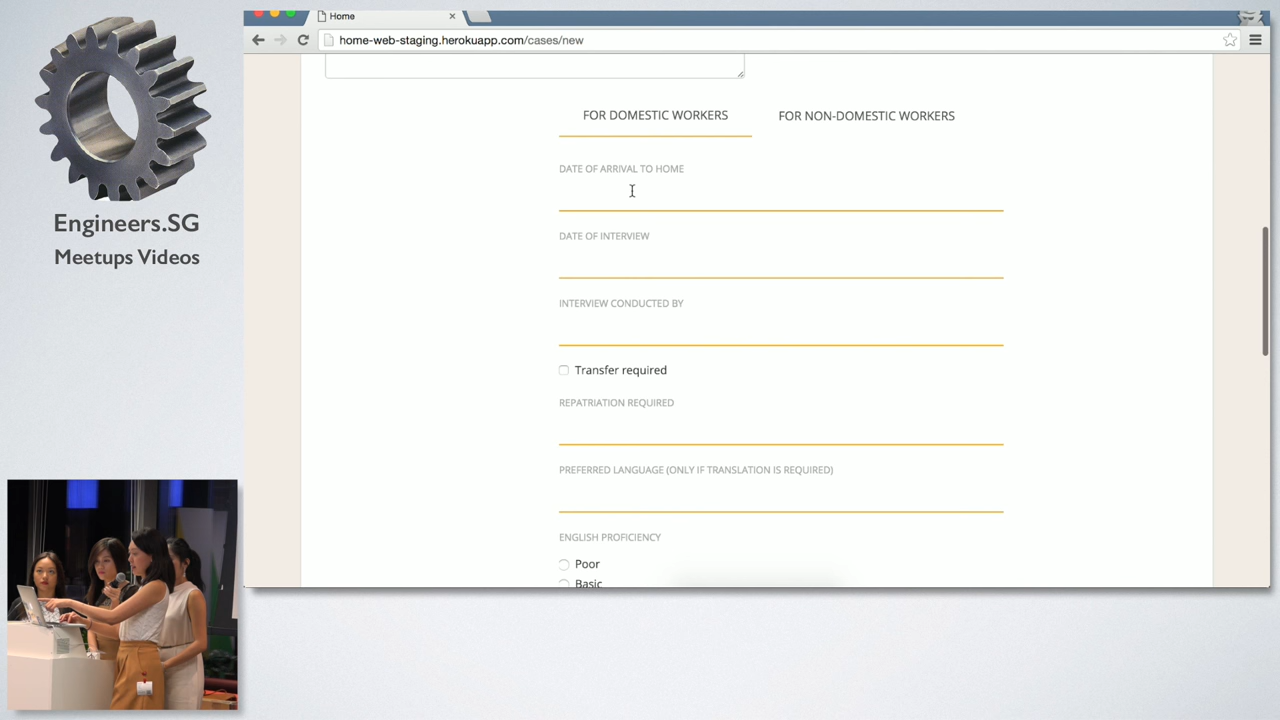 Home
home-web-staging.herokuapp.com/cases/new
FOR DOMESTIC WORKERS
FOR NON-DOMESTIC WORKERS
DATE OF ARRIVAL TO HOME
DATE OF INTERVIEW
INTERVIEW CONDUCTED BY
Transfer required
REPATRIATION REQUIRED
PREFERRED LANGUAGE (ONLY IF TRANSLATION IS REQUIRED)
ENGLISH PROFICIENCY
Poor
Basic
Engineers.SG
Meetups Videos